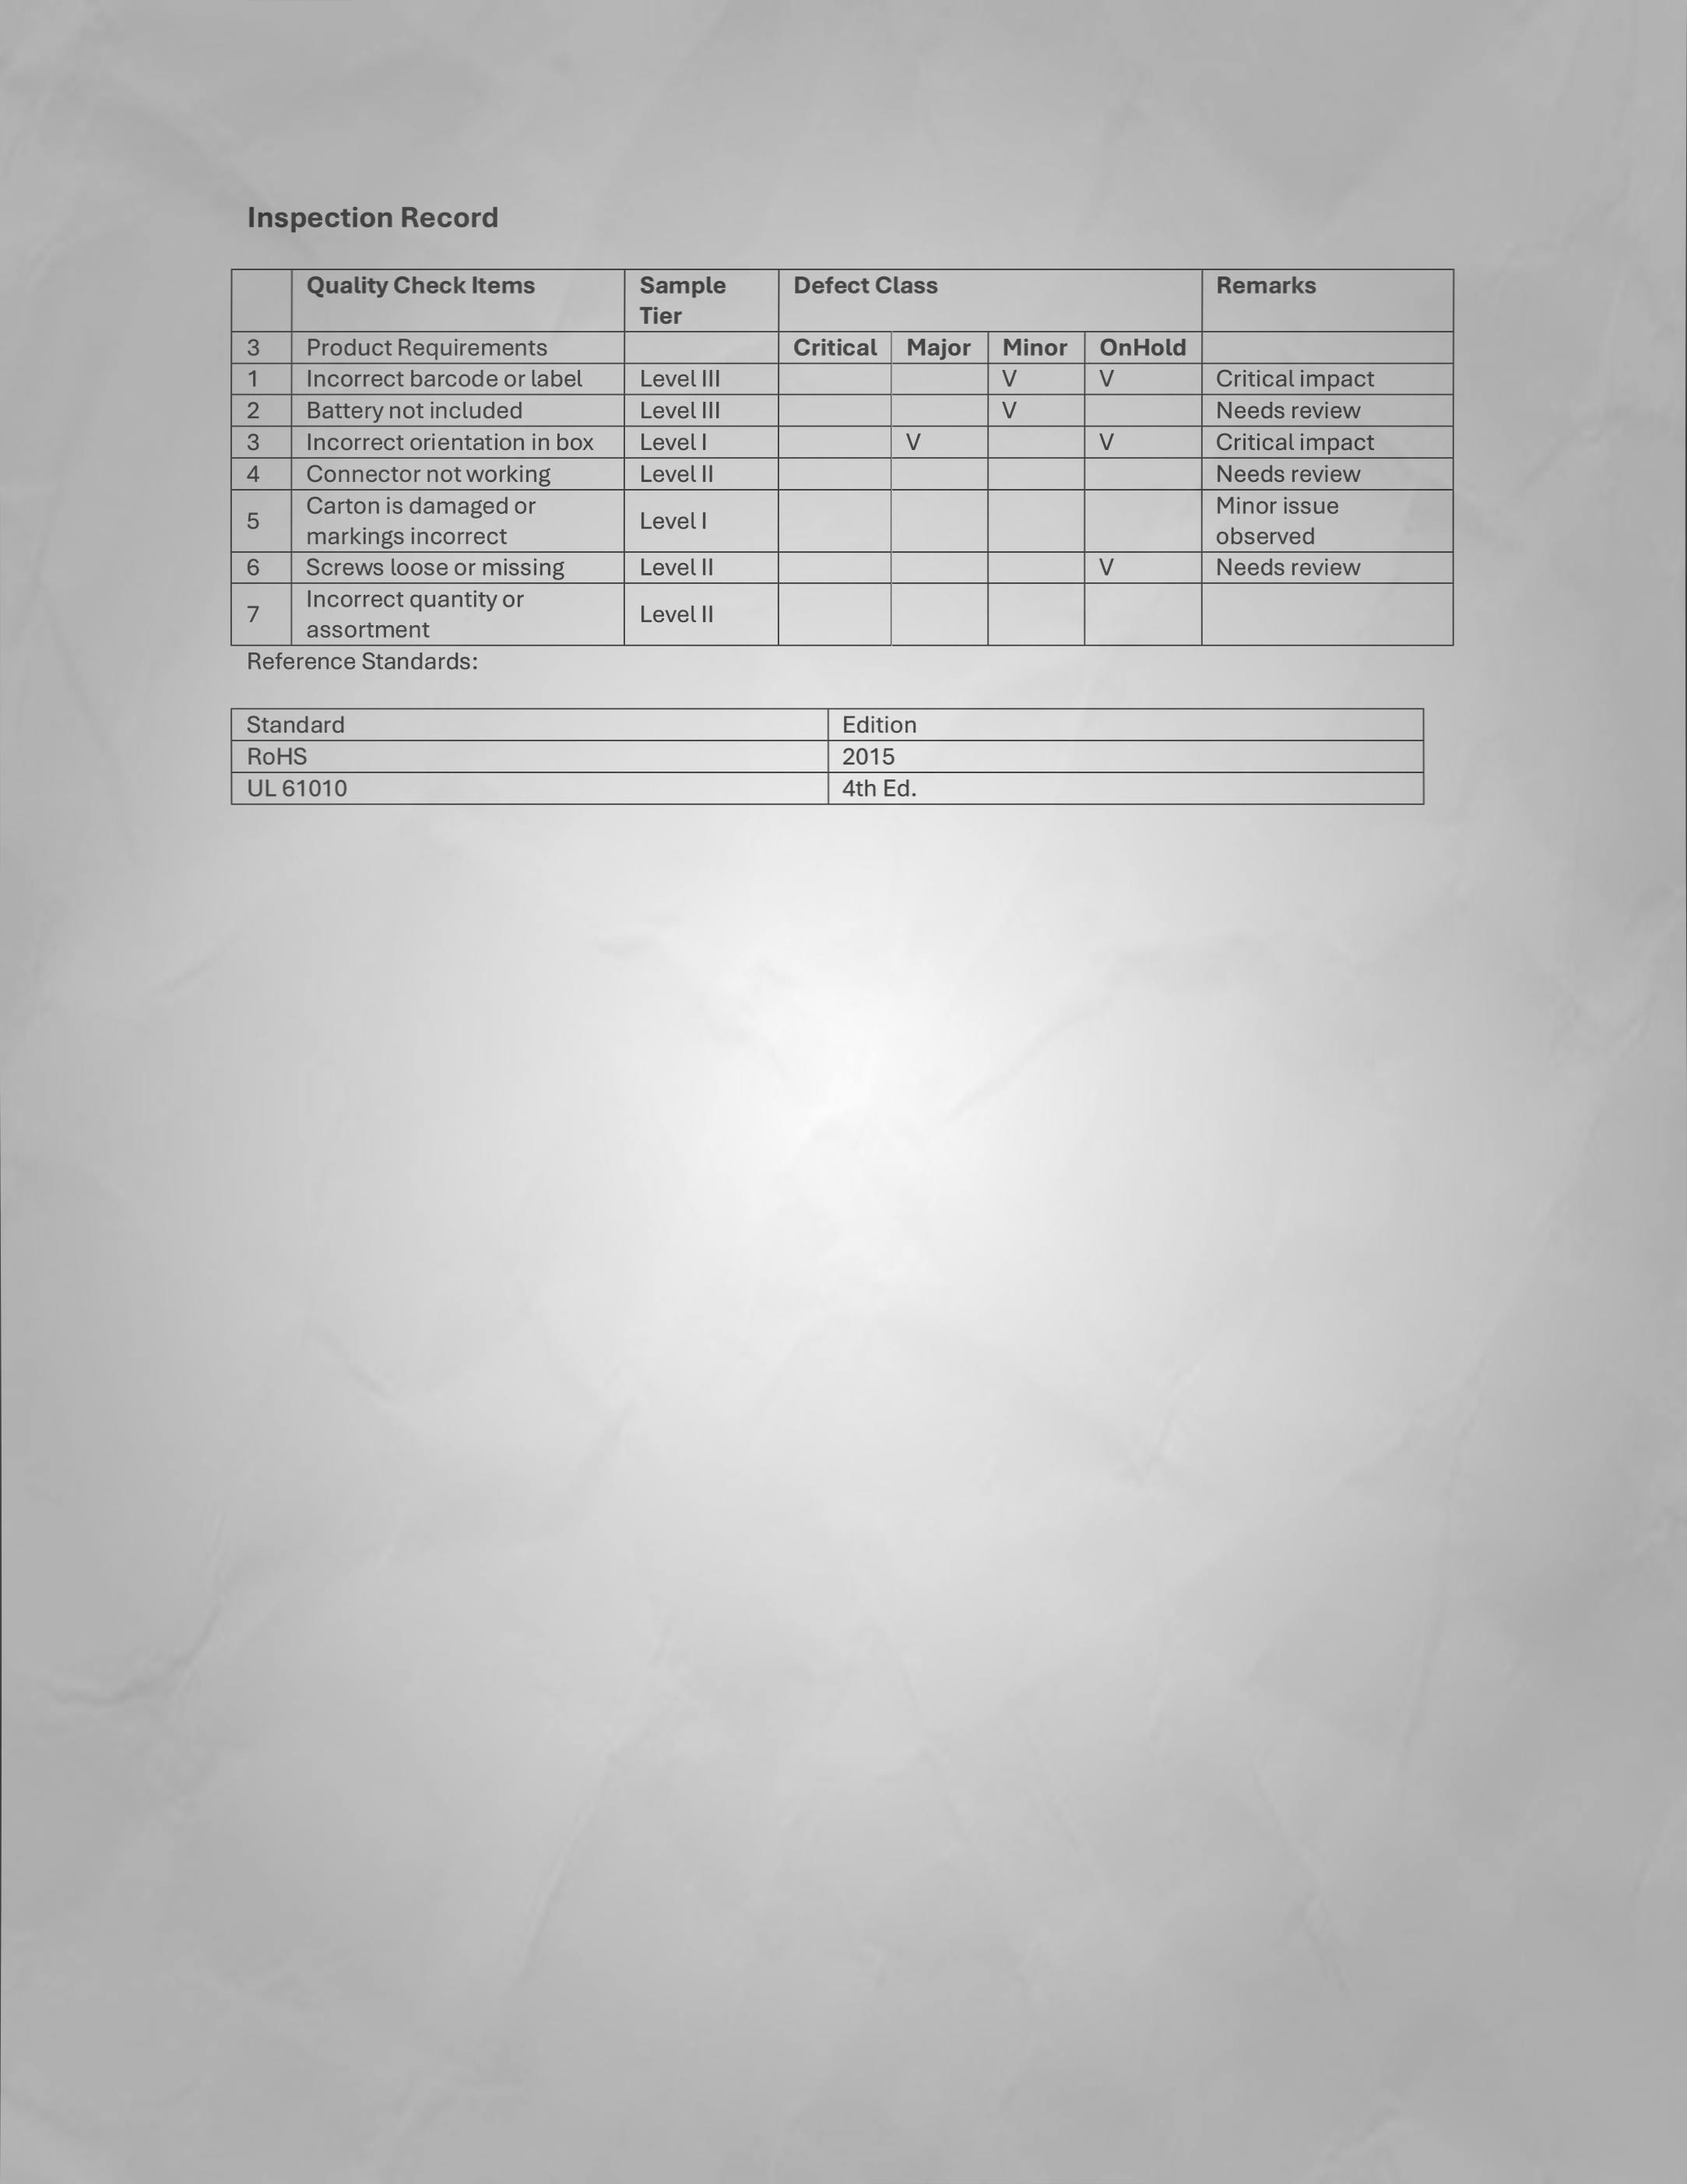 Inspection Record
Quality Check Items Sample Tier Defect Class Remarks
3 Product Requirements Critical Major Minor OnHold
1 Incorrect barcode or label Level III V V Critical impact
2 Battery not included Level III V Needs review
3 Incorrect orientation in box Level I V V Critical impact
4 Connector not working Level II Needs review
5 Carton is damaged or markings incorrect Level I Minor issue observed
6 Screws loose or missing Level II V Needs review
7 Incorrect quantity or assortment Level II
Reference Standards:
Standard Edition
RoHS 2015
UL 61010 4th Ed.